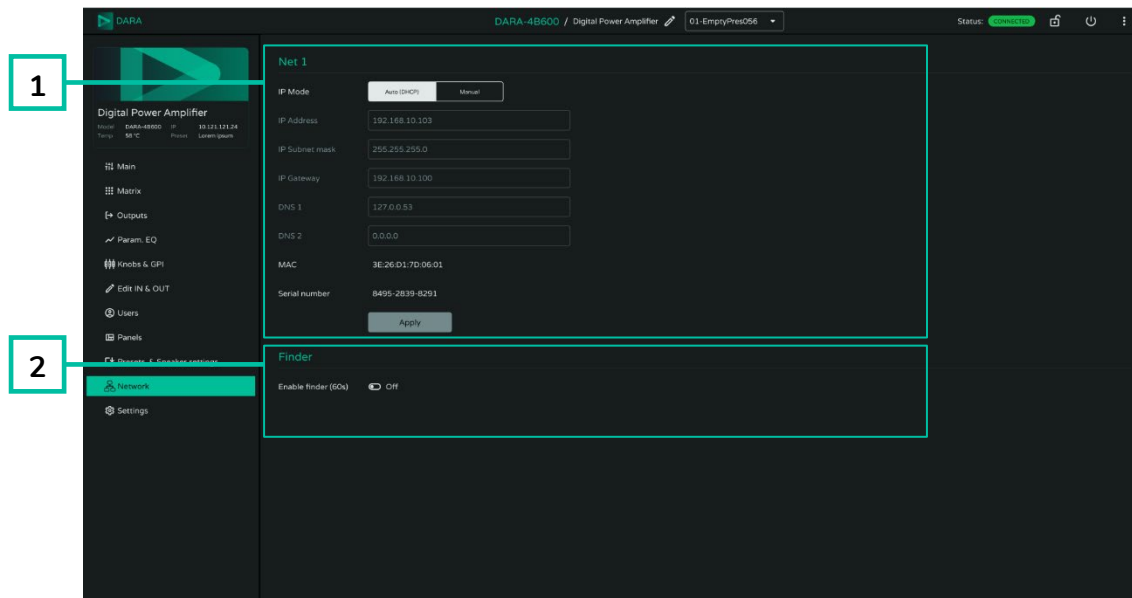 DARA
DARA-4B600 / Digital Power Amplifier
01-EmptyPres056
Status: CONNECTED
1
Digital Power Amplifier
Model DARA-4B600 IP 10.121.121.24
Temp 58 °C Preset Lorem ipsum
Main
Matrix
Outputs
Param. EQ
Knobs & GPI
Edit IN & OUT
Users
Panels
Presets & Speaker settings
Network
Settings
Net 1
IP Mode Auto (DHCP) Manual
IP Address 192.168.10.103
IP Subnet mask 255.255.255.0
IP Gateway 192.168.10.100
DNS 1 127.0.0.53
DNS 2 0.0.0.0
MAC 3E:26:D1:7D:06:01
Serial number 8495-2839-8291
Apply
2
Finder
Enable finder (60s) Off